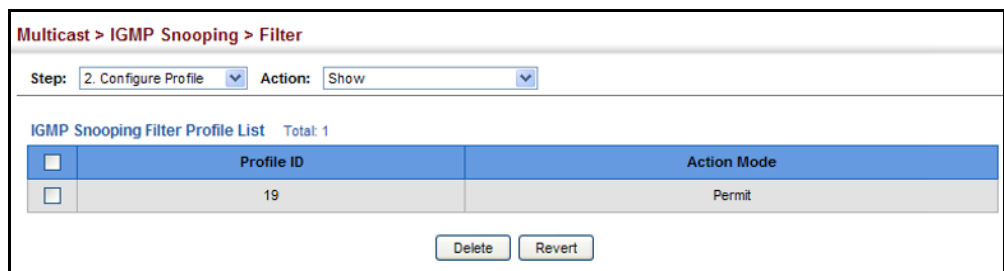 Multicast > IGMP Snooping > Filter
Step: 2. Configure Profile Action: Show
IGMP Snooping Filter Profile List Total: 1
Profile ID Action Mode
19 Permit
Delete Revert